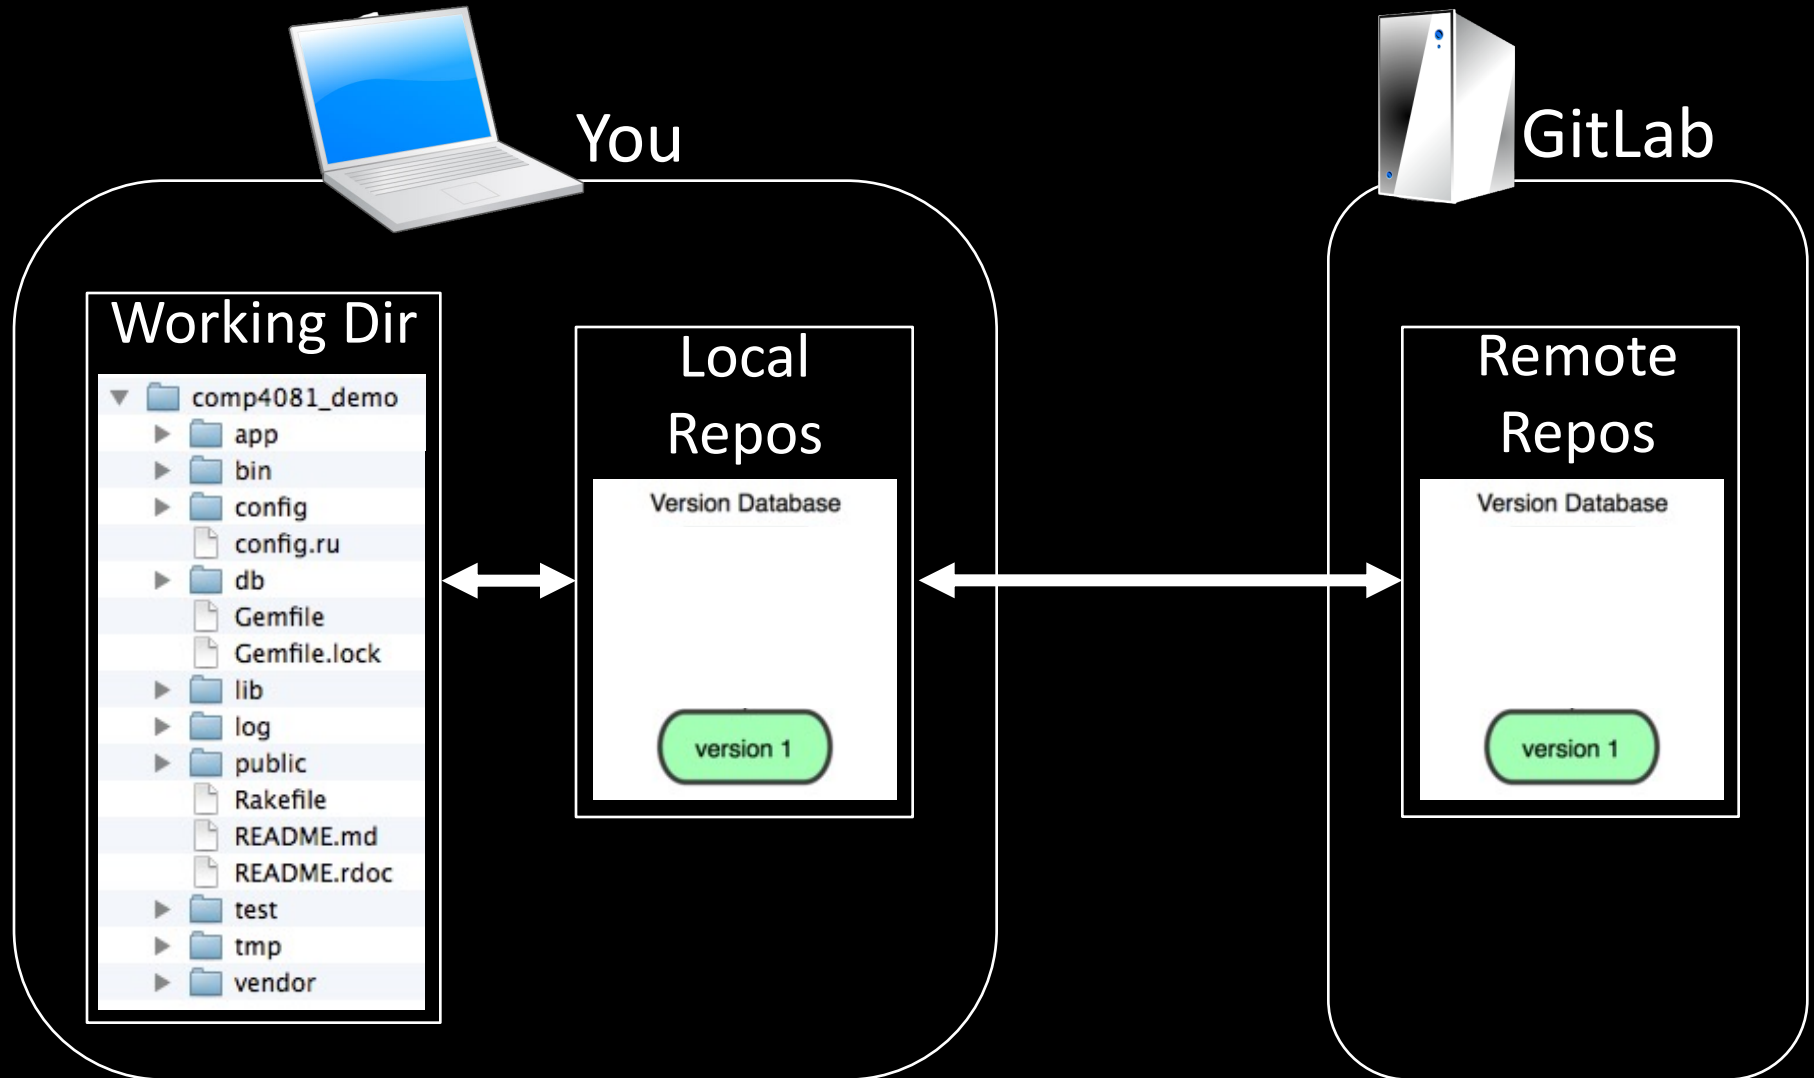 You
GitLab
Working Dir
comp4081_demo
app
bin
config
config.ru
db
Gemfile
Gemfile.lock
lib
log
public
Rakefile
README.md
README.rdoc
test
tmp
vendor
Local
Repos
Version Database
version 1
Remote
Repos
Version Database
version 1